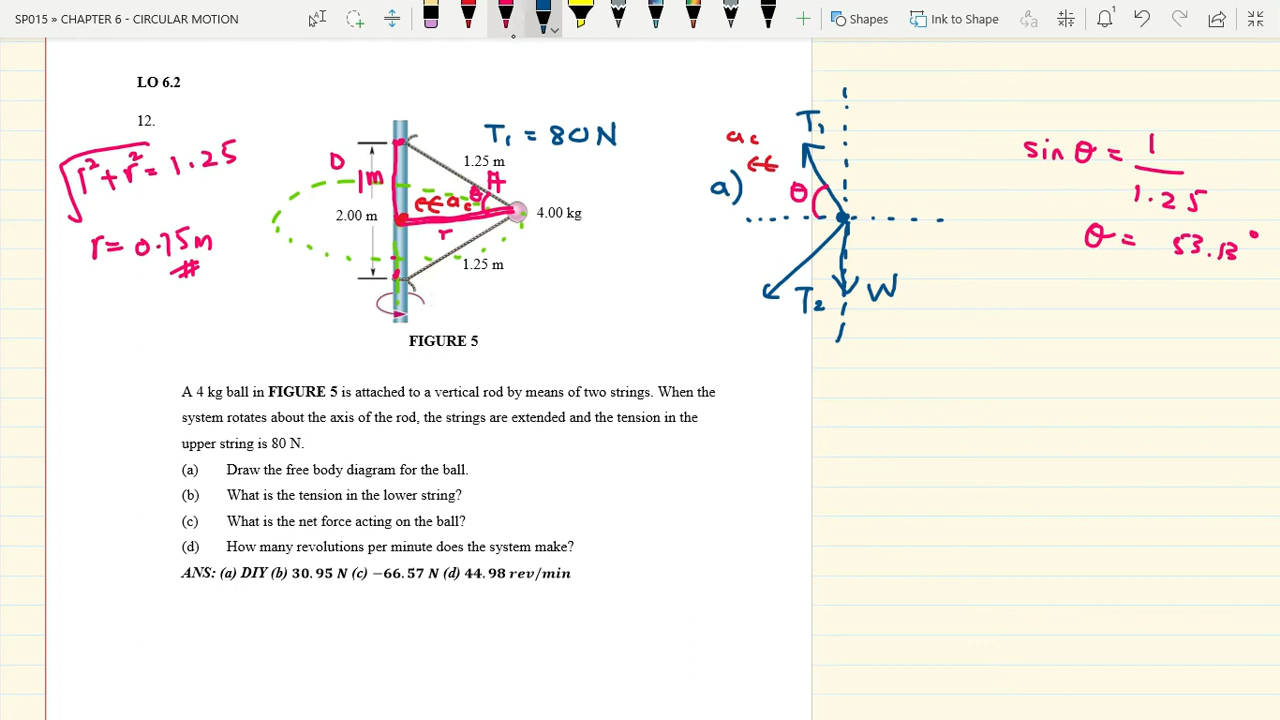 SP015 » CHAPTER 6 - CIRCULAR MOTION
Shapes
Ink to Shape
LO 6.2
12.
√1² + r² = 1.25
r = 0.75m
#
T₁ = 80N
O
1m
2.00 m
1.25 m
H
θ
ac
r
4.00 kg
1.25 m
FIGURE 5
ac
a)
T₁
θ
T₂
W
sin θ = 1
1.25
θ = 53.13°
A 4 kg ball in FIGURE 5 is attached to a vertical rod by means of two strings. When the
system rotates about the axis of the rod, the strings are extended and the tension in the
upper string is 80 N.
(a) Draw the free body diagram for the ball.
(b) What is the tension in the lower string?
(c) What is the net force acting on the ball?
(d) How many revolutions per minute does the system make?
ANS: (a) DIY (b) 30.95 N (c) −66.57 N (d) 44.98 rev/min